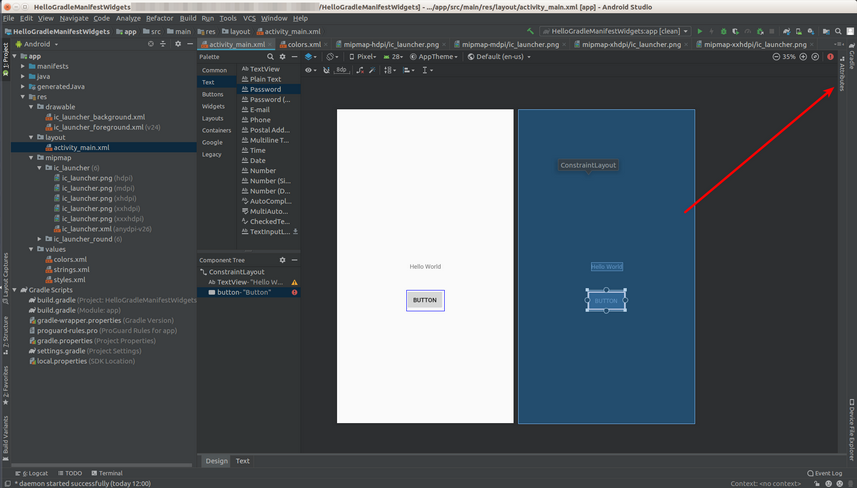 HelloGradleManifestWidgets
/HelloGradleManifestWidgets] - .../app/src/main/res/layout/activity_main.xml [app] - Android Studio
File Edit View Navigate Code Analyze Refactor Build Run Tools VCS Window Help
HelloGradleManifestWidgets app src main res layout activity_main.xml
HelloGradleManifestWidgets:app [clean]
Android
activity_main.xml colors.xml mipmap-hdpi/ic_launcher.png mipmap-mdpi/ic_launcher.png mipmap-xhdpi/ic_launcher.png mipmap-xxhdpi/ic_launcher.png
1: Project
app
manifests
java
generatedJava
res
drawable
ic_launcher_background.xml
ic_launcher_foreground.xml (v24)
layout
activity_main.xml
mipmap
ic_launcher (6)
ic_launcher.png (hdpi)
ic_launcher.png (mdpi)
ic_launcher.png (xhdpi)
ic_launcher.png (xxhdpi)
ic_launcher.png (xxxhdpi)
ic_launcher.xml (anydpi-v26)
ic_launcher_round (6)
values
colors.xml
strings.xml
styles.xml
Gradle Scripts
build.gradle (Project: HelloGradleManifestWidgets
build.gradle (Module: app)
gradle-wrapper.properties (Gradle Version)
proguard-rules.pro (ProGuard Rules for app)
gradle.properties (Project Properties)
settings.gradle (Project Settings)
local.properties (SDK Location)
Layout Captures
7: Structure
2: Favorites
Build Variants
Palette
Common
Text
Buttons
Widgets
Layouts
Containers
Google
Legacy
TextView
Plain Text
Password
Password (...
E-mail
Phone
Postal Add...
Multiline T...
Time
Date
Number
Number (Si...
Number (D...
AutoCompl...
MultiAuto...
CheckedTe...
TextInputL...
Component Tree
ConstraintLayout
Ab TextView- "Hello W...
button- "Button"
Pixel 28 AppTheme Default (en-us)
35%
8dp
Hello World
BUTTON
ConstraintLayout
Hello World
BUTTON
Gradle
Attributes
Device File Explorer
Design Text
6: Logcat TODO Terminal
Event Log
* daemon started successfully (today 12:00)
Context: <no context>